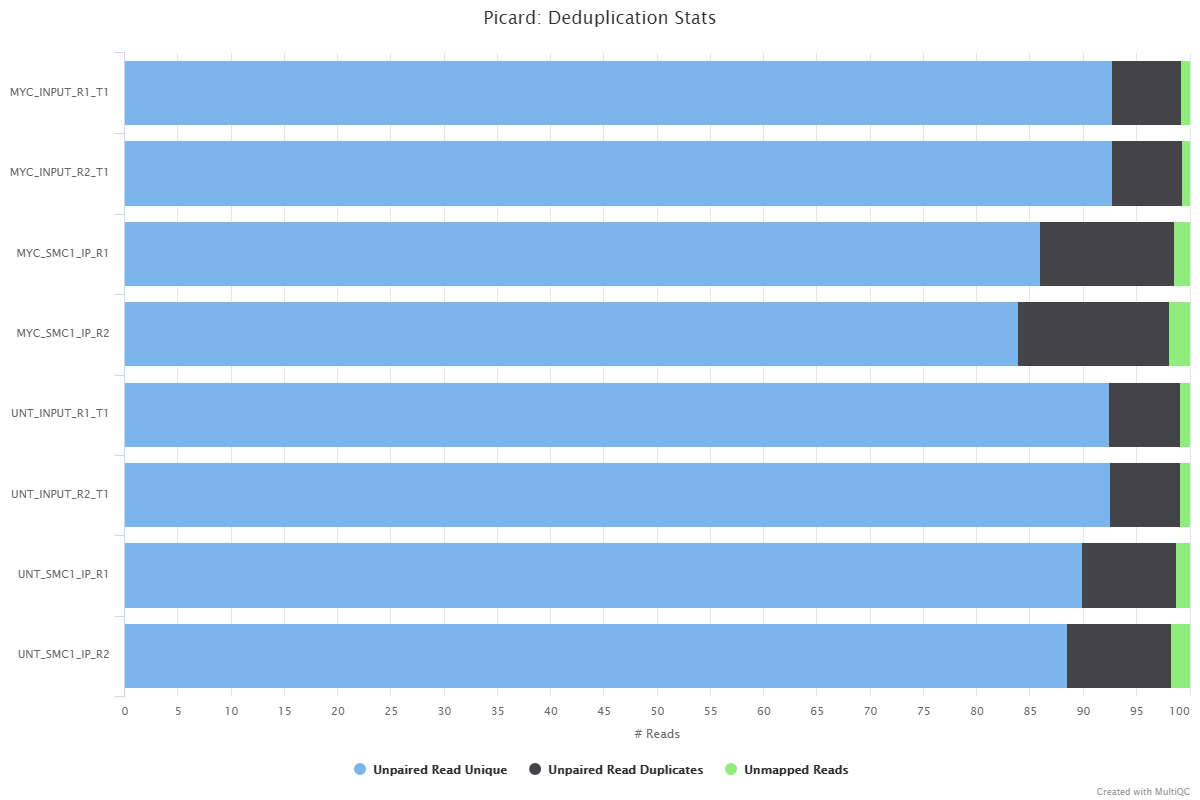 Picard: Deduplication Stats
MYC_INPUT_R1_T1
MYC_INPUT_R2_T1
MYC_SMC1_IP_R1
MYC_SMC1_IP_R2
UNT_INPUT_R1_T1
UNT_INPUT_R2_T1
UNT_SMC1_IP_R1
UNT_SMC1_IP_R2
0 5 10 15 20 25 30 35 40 45 50 55 60 65 70 75 80 85 90 95 100
# Reads
Unpaired Read Unique Unpaired Read Duplicates Unmapped Reads
Created with MultiQC